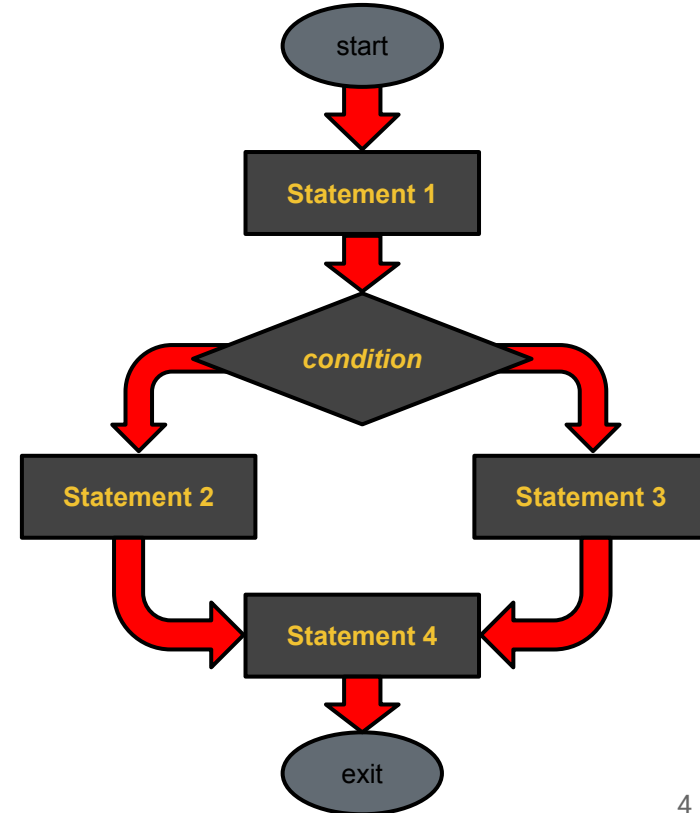 start
Statement 1
condition
Statement 2
Statement 3
Statement 4
exit
4